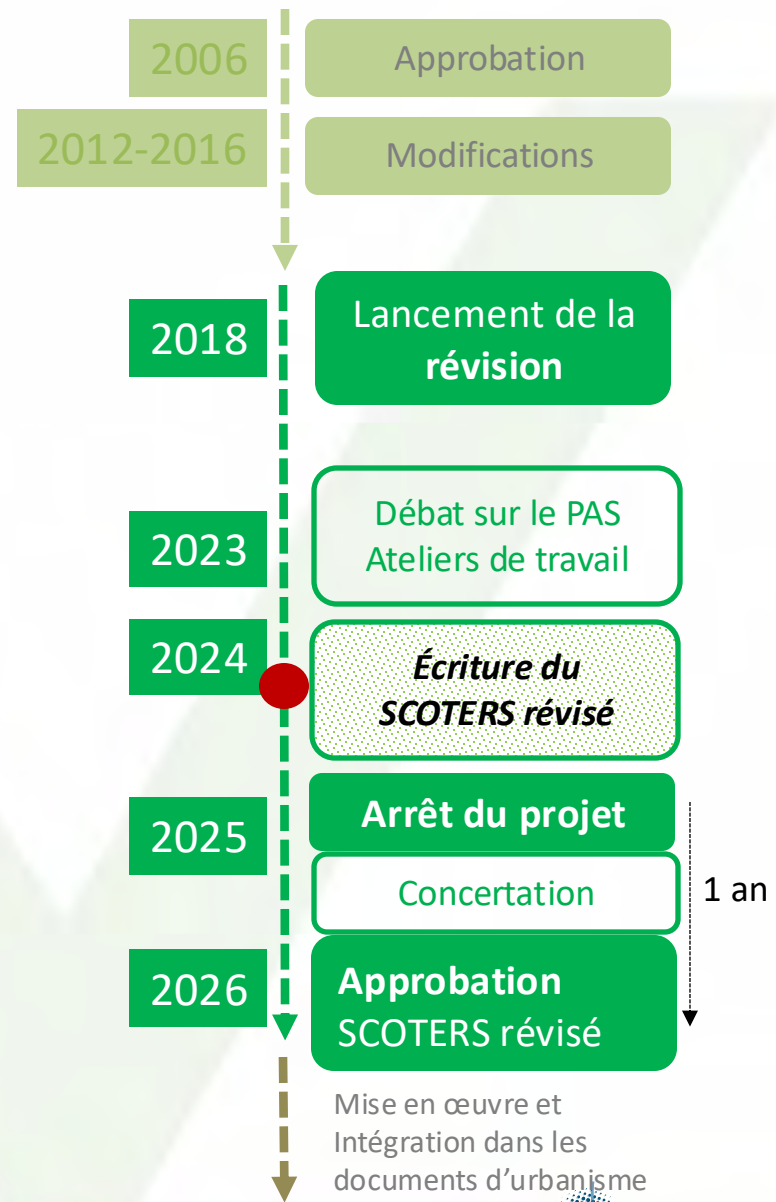 2006
Approbation
2012-2016
Modifications
2018
Lancement de la
révision
2023
Débat sur le PAS
Ateliers de travail
2024
Écriture du
SCOTERS révisé
2025
Arrêt du projet
Concertation
1 an
2026
Approbation
SCOTERS révisé
Mise en œuvre et
Intégration dans les
documents d’urbanisme